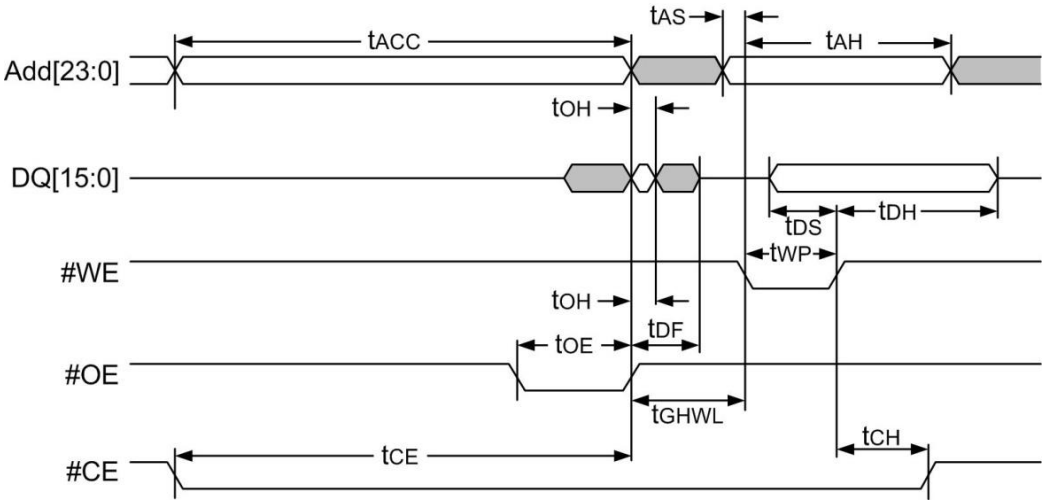 tAS
tACC
tAH
Add[23:0]
tOH
DQ[15:0]
tDS
tDH
tWP
#WE
tOH
tDF
tOE
#OE
tGHWL
tCH
tCE
#CE